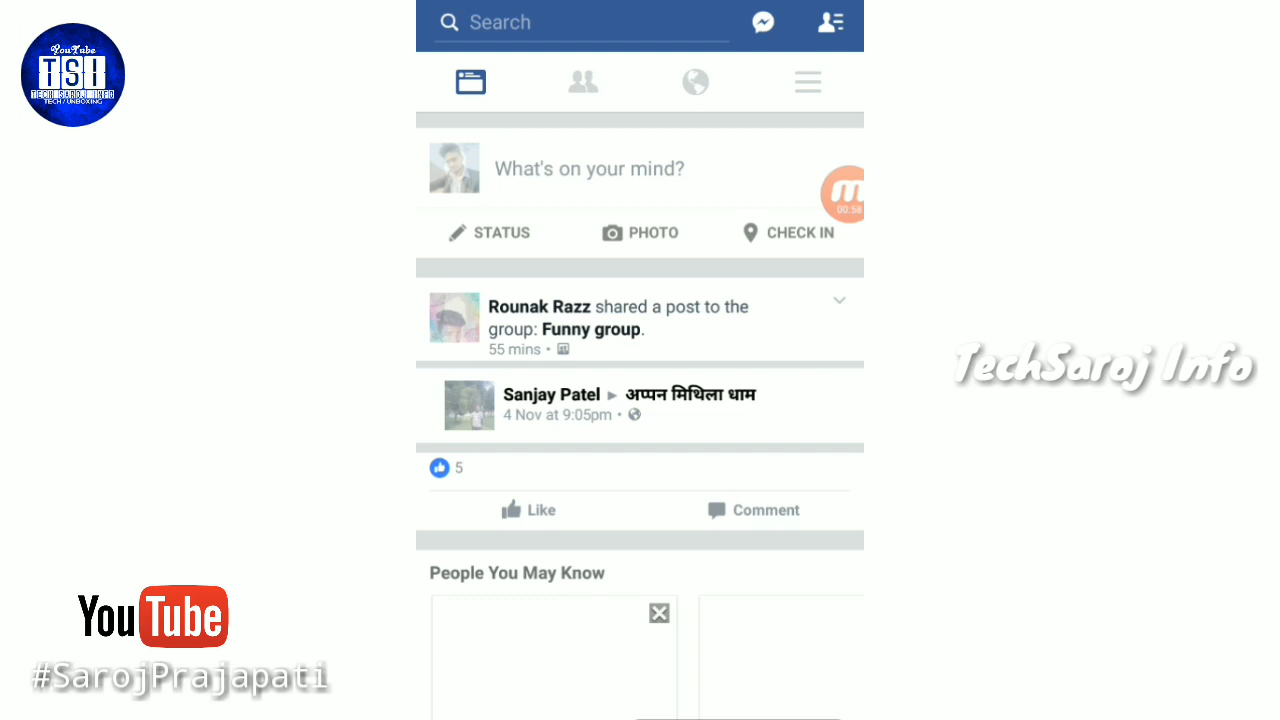 YouTube
TSI
TECH SAROJ INFO
TECH / UNBOXING
Search
What's on your mind?
00:58
STATUS
PHOTO
CHECK IN
Rounak Razz shared a post to the
group: Funny group.
55 mins •
Sanjay Patel ▶ अप्पन मिथिला धाम
4 Nov at 9:05pm •
5
Like
Comment
People You May Know
TechSaroj Info
YouTube
#SarojPrajapati